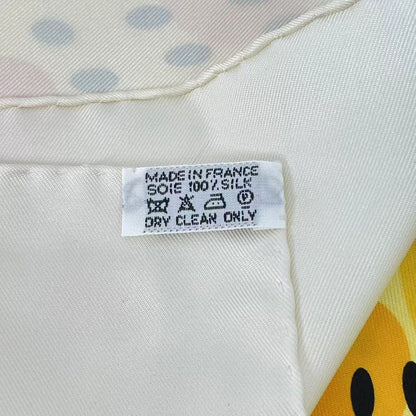 MADE IN FRANCE
SOIE 100% SILK
P
DRY CLEAN ONLY